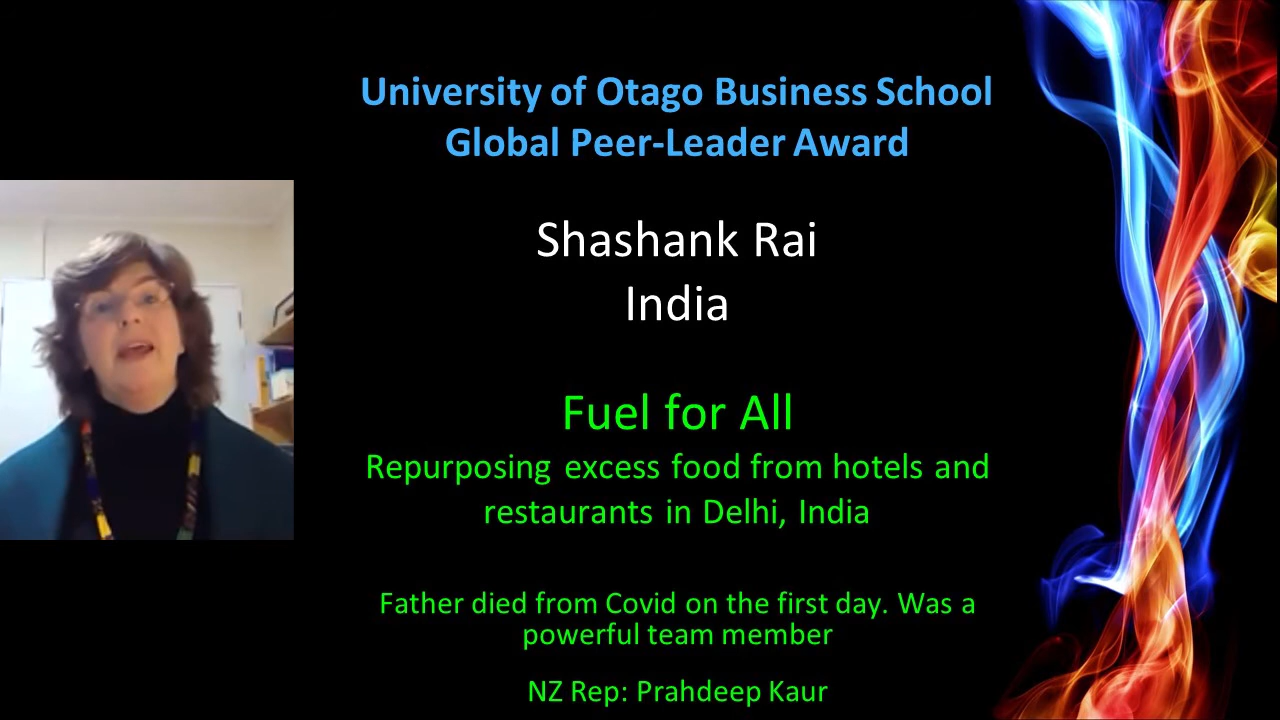 University of Otago Business School
Global Peer-Leader Award
Shashank Rai
India
Fuel for All
Repurposing excess food from hotels and
restaurants in Delhi, India
Father died from Covid on the first day. Was a
powerful team member
NZ Rep: Prahdeep Kaur